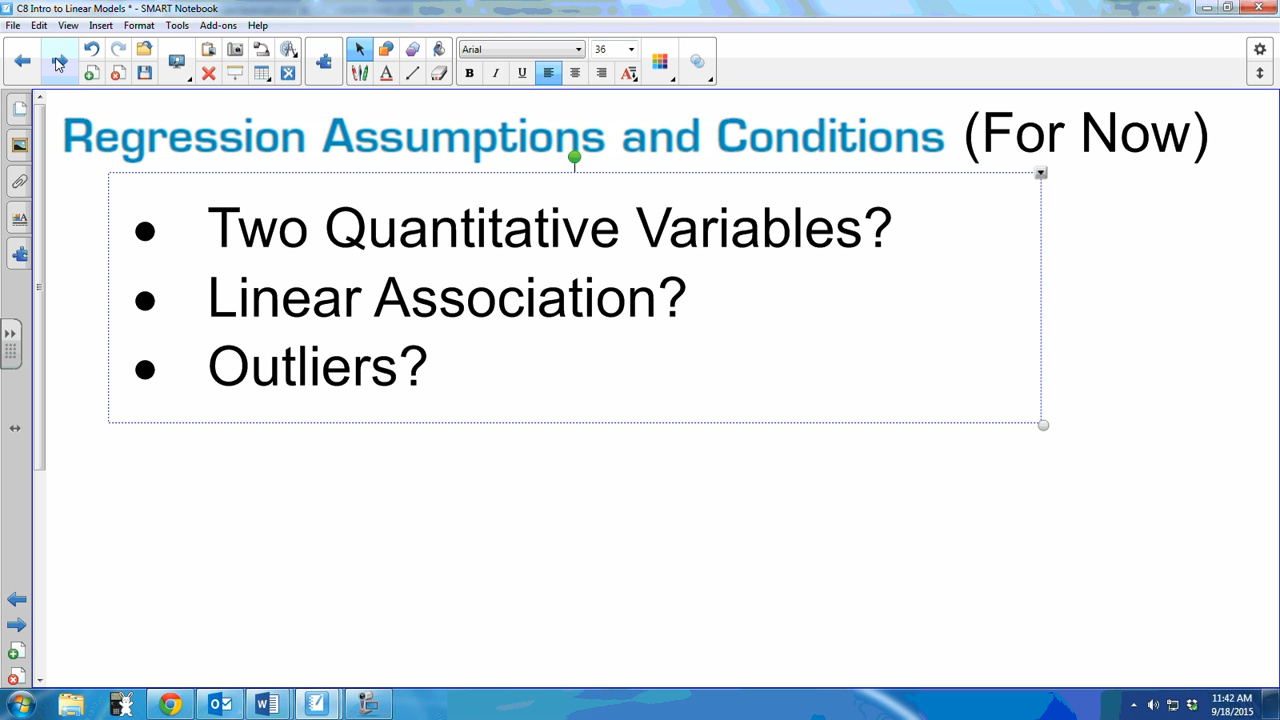 C8 Intro to Linear Models * - SMART Notebook
File Edit View Insert Format Tools Add-ons Help
Arial 36
B I U A
Regression Assumptions and Conditions (For Now)
• Two Quantitative Variables?
• Linear Association?
• Outliers?
11:42 AM
9/18/2015